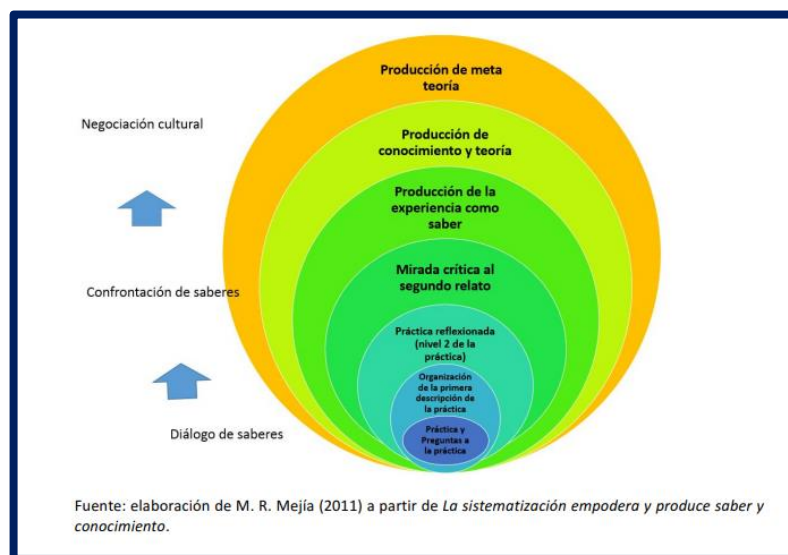 Producción de meta
teoría
Negociación cultural
Producción de
conocimiento y teoría
Producción de la
experiencia como
saber
Mirada crítica al
segundo relato
Confrontación de saberes
Práctica reflexionada
(nivel 2 de la
práctica)
Organización
de la primera
descripción de
la práctica
Práctica y
Preguntas a
la práctica
Diálogo de saberes
Fuente: elaboración de M. R. Mejía (2011) a partir de La sistematización empodera y produce saber y
conocimiento.